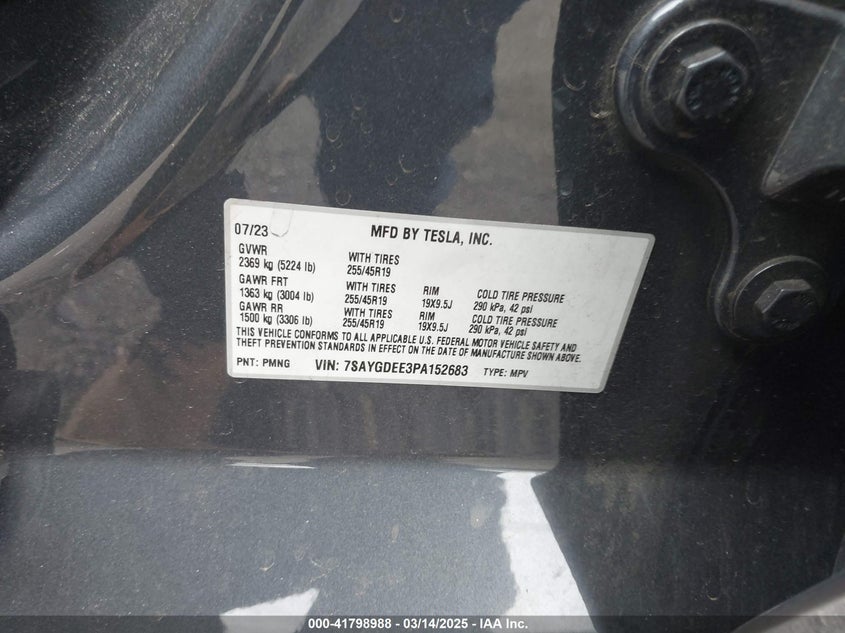 07/23
MFD BY TESLA, INC.
GVWR
2369 kg (5224 lb)
WITH TIRES
255/45R19
GAWR FRT
1363 kg (3004 lb)
WITH TIRES
255/45R19
RIM
19X9.5J
COLD TIRE PRESSURE
290 kPa, 42 psi
GAWR RR
1500 kg (3306 lb)
WITH TIRES
255/45R19
RIM
19X9.5J
COLD TIRE PRESSURE
290 kPa, 42 psi
THIS VEHICLE CONFORMS TO ALL APPLICABLE U.S. FEDERAL MOTOR VEHICLE SAFETY AND
THEFT PREVENTION STANDARDS IN EFFECT ON THE DATE OF MANUFACTURE SHOWN ABOVE.
PNT: PMNG VIN: 7SAYGDEE3PA152683 TYPE: MPV
000-41798988 - 03/14/2025 - IAA Inc.